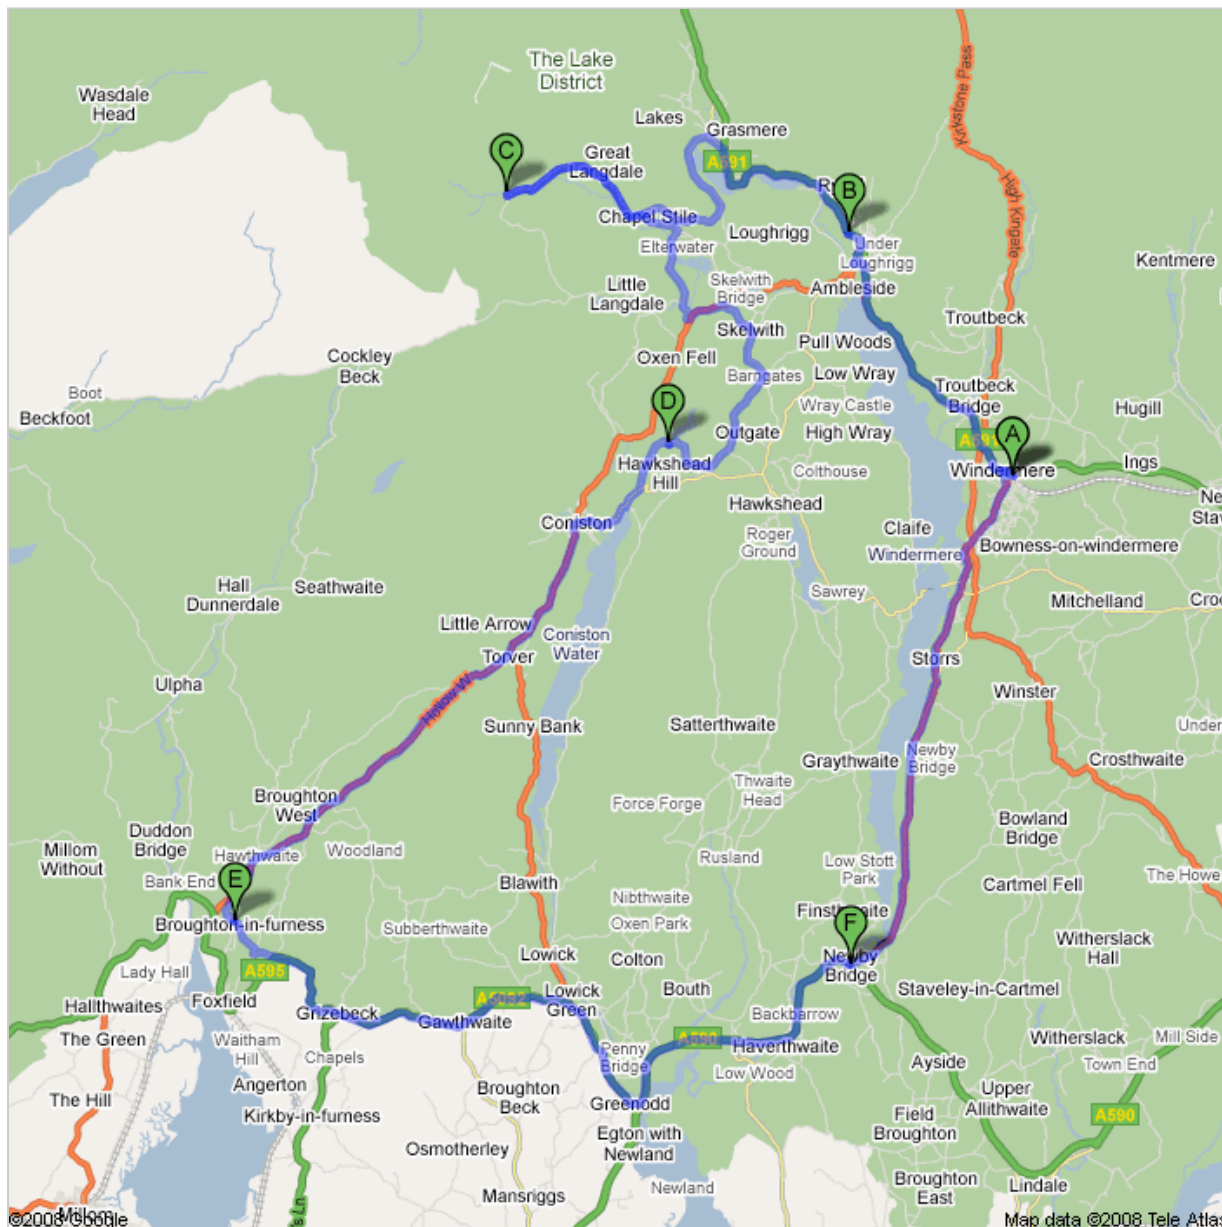 The Lake
District
Wasdale
Head
Lakes
Grasmere
Kirkstone Pass
A591
C
Great
Langdale
B
High Kingate
Chapel Stile
Loughrigg
Under
Loughrigg
Elterwater
Kentmere
Skelwith
Bridge
Ambleside
Little
Langdale
Troutbeck
Skelwith
Pull Woods
Cockley
Beck
Oxen Fell
Barngates
Low Wray
Troutbeck
Bridge
Boot
Beckfoot
D
Wray Castle
Hugill
Outgate
High Wray
A
Hawkshead
Hill
Colthouse
Windermere
Ings
Hawkshead
Coniston
Claife
Roger
Ground
Windermere
Bowness-on-windermere
Hall
Dunnerdale
Seathwaite
Sawrey
Mitchelland
Little Arrow
Coniston
Water
Torver
Storrs
Ulpha
Winster
Sunny Bank
Satterthwaite
Newby
Bridge
Graythwaite
Crosthwaite
Thwaite
Head
Broughton
West
Force Forge
Bowland
Bridge
Duddon
Bridge
Millom
Without
Hawthwaite
Woodland
Rusland
Low Stott
Park
Bank End
E
Blawith
Nibthwaite
Cartmel Fell
The Howe
Finsthwaite
F
Broughton-in-furness
Subberthwaite
Oxen Park
Witherslack
Hall
Lowick
Colton
Newby
Bridge
Lady Hall
A595
Hallthwaites
Foxfield
Grizebeck
A5092
Lowick
Green
Bouth
Staveley-in-Cartmel
Gawthwaite
Backbarrow
The Green
Waitham
Hill
Chapels
Penny
Bridge
A590
Haverthwaite
Witherslack
Mill Side
Town End
Low Wood
Ayside
Angerton
Broughton
Beck
Upper
Allithwaite
The Hill
Kirkby-in-furness
Greenodd
A590
Egton with
Newland
Field
Broughton
Osmotherley
Newland
Broughton
East
Lindale
Mansriggs
Millom
©2008 Google
Map data ©2008 Tele Atlas